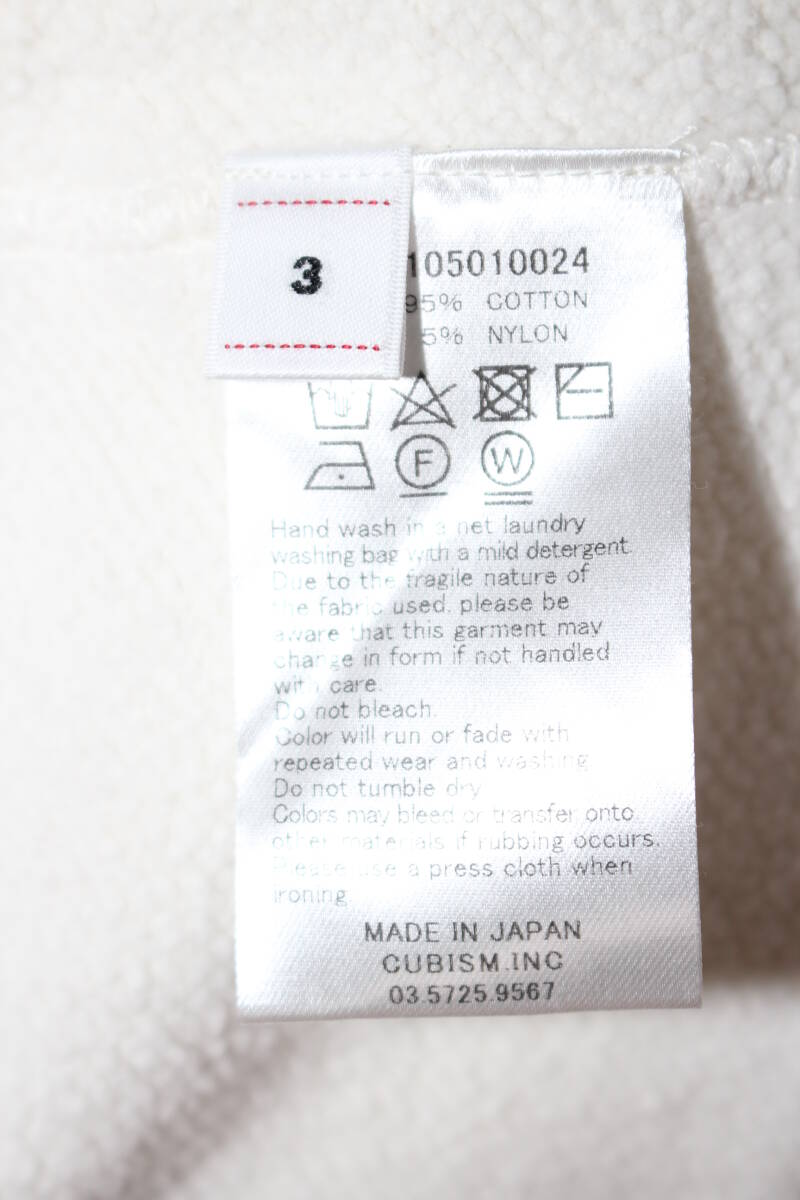 3
105010024
95% COTTON
5% NYLON
F W
Hand wash in a net laundry
washing bag with a mild detergent.
Due to the fragile nature of
the fabric used, please be
aware that this garment may
change in form if not handled
with care.
Do not bleach.
Color will run or fade with
repeated wear and washing
Do not tumble dry
Colors may bleed or transfer onto
other materials if rubbing occurs.
Please use a press cloth when
ironing
MADE IN JAPAN
CUBISM.INC
03.5725.9567